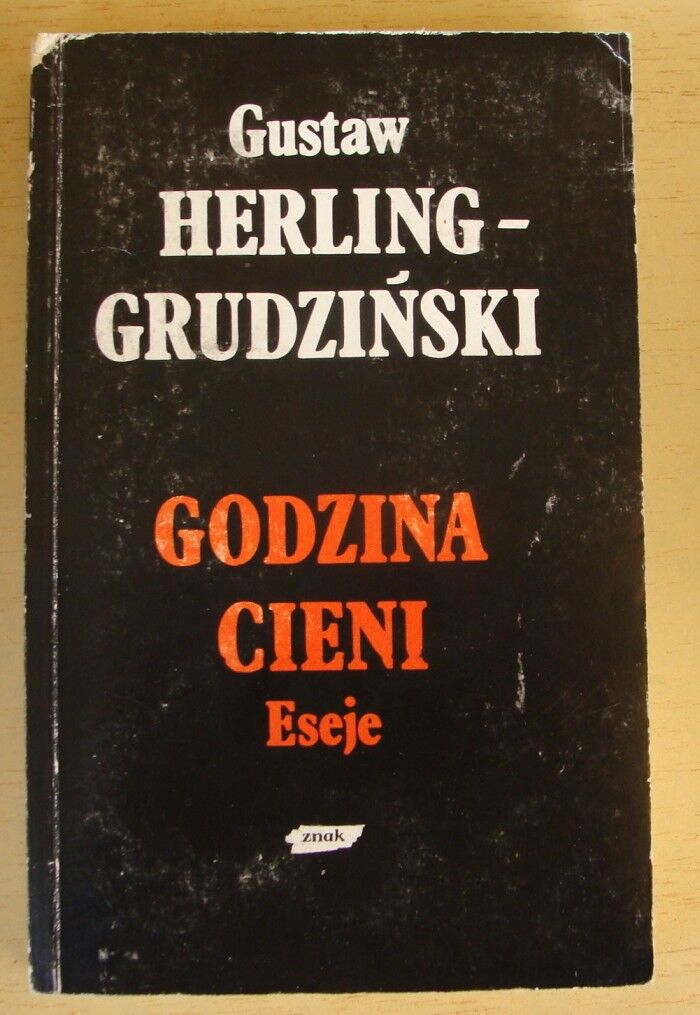 Gustaw
HERLING-
GRUDZIŃSKI
GODZINA
CIENI
Eseje
znak